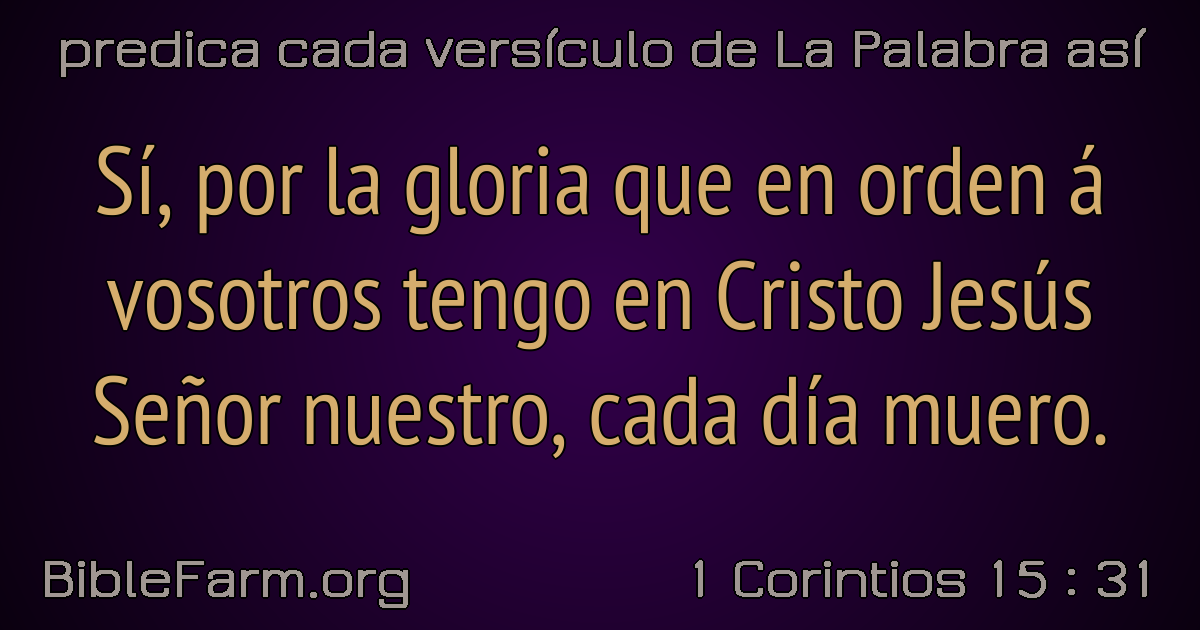 predica cada versículo de La Palabra así
Sí, por la gloria que en orden á
vosotros tengo en Cristo Jesús
Señor nuestro, cada día muero.
BibleFarm.org
1 Corintios 15 : 31